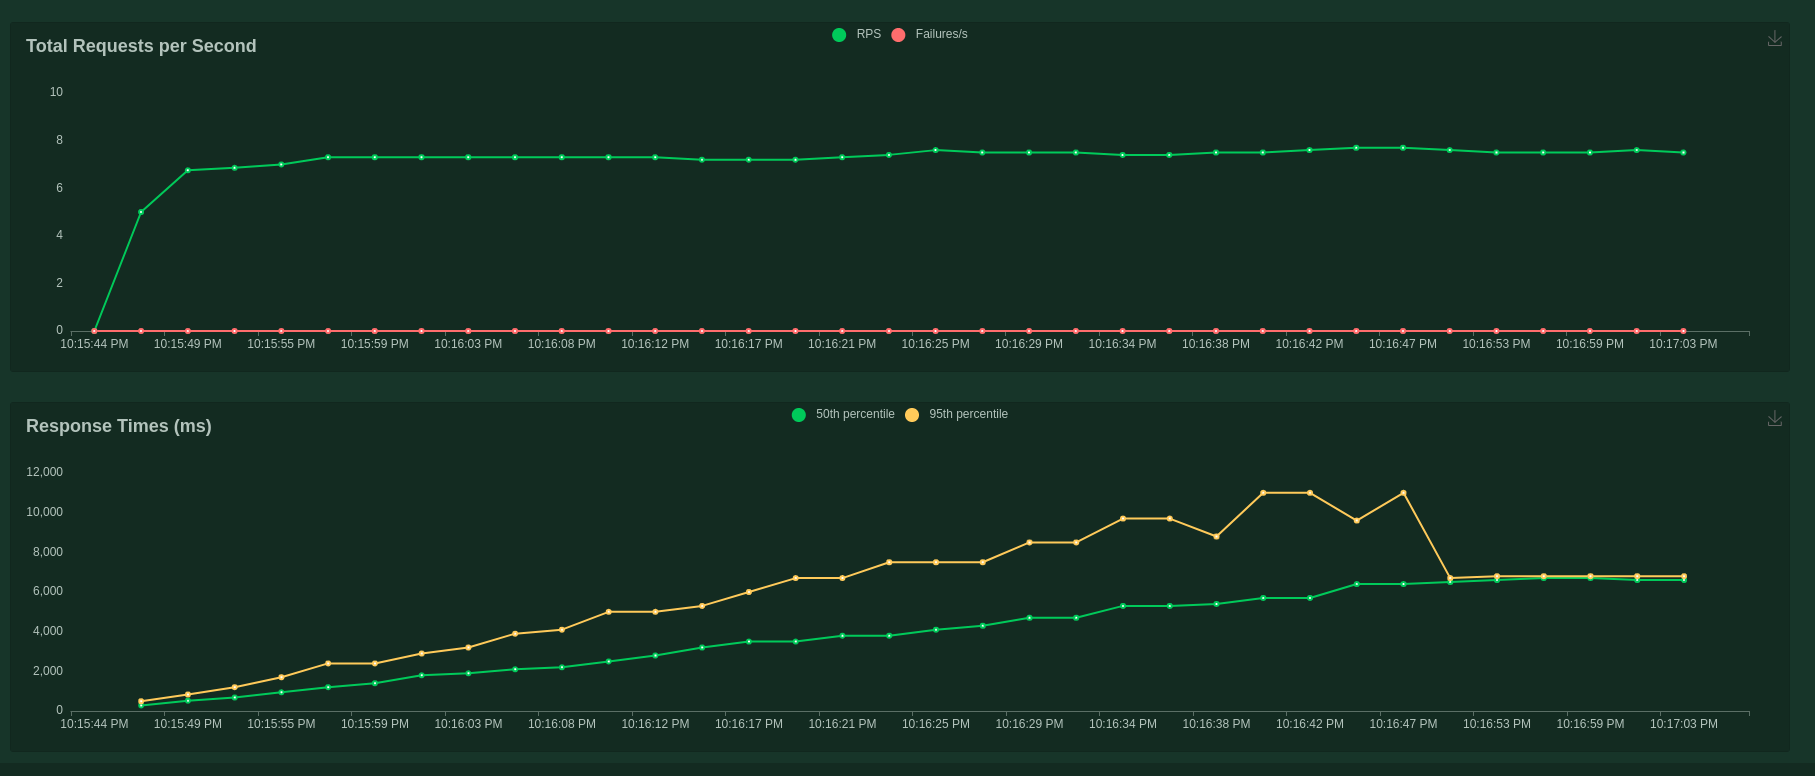 Total Requests per Second
RPS Failures/s
10
8
6
4
2
0
10:15:44 PM 10:15:49 PM 10:15:55 PM 10:15:59 PM 10:16:03 PM 10:16:08 PM 10:16:12 PM 10:16:17 PM 10:16:21 PM 10:16:25 PM 10:16:29 PM 10:16:34 PM 10:16:38 PM 10:16:42 PM 10:16:47 PM 10:16:53 PM 10:16:59 PM 10:17:03 PM
Response Times (ms)
50th percentile 95th percentile
12,000
10,000
8,000
6,000
4,000
2,000
0
10:15:44 PM 10:15:49 PM 10:15:55 PM 10:15:59 PM 10:16:03 PM 10:16:08 PM 10:16:12 PM 10:16:17 PM 10:16:21 PM 10:16:25 PM 10:16:29 PM 10:16:34 PM 10:16:38 PM 10:16:42 PM 10:16:47 PM 10:16:53 PM 10:16:59 PM 10:17:03 PM